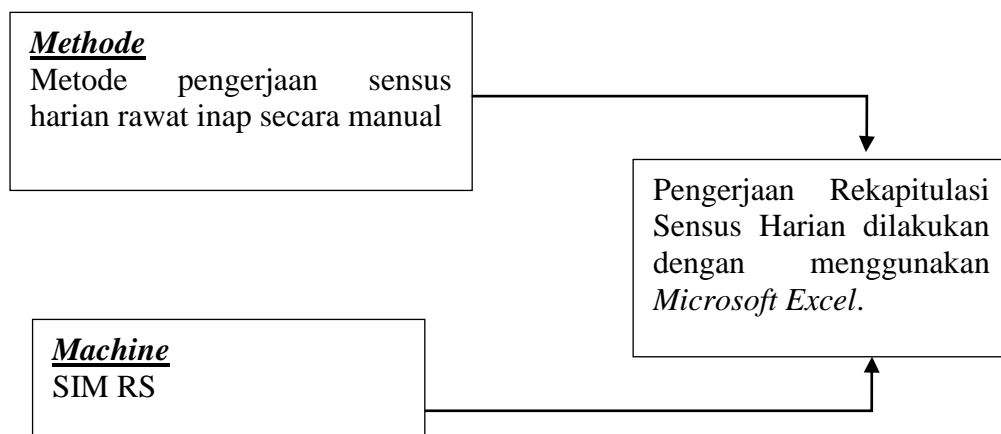 Methode
Metode pengerjaan sensus
harian rawat inap secara manual
Pengerjaan Rekapitulasi
Sensus Harian dilakukan
dengan menggunakan
Microsoft Excel.
Machine
SIM RS